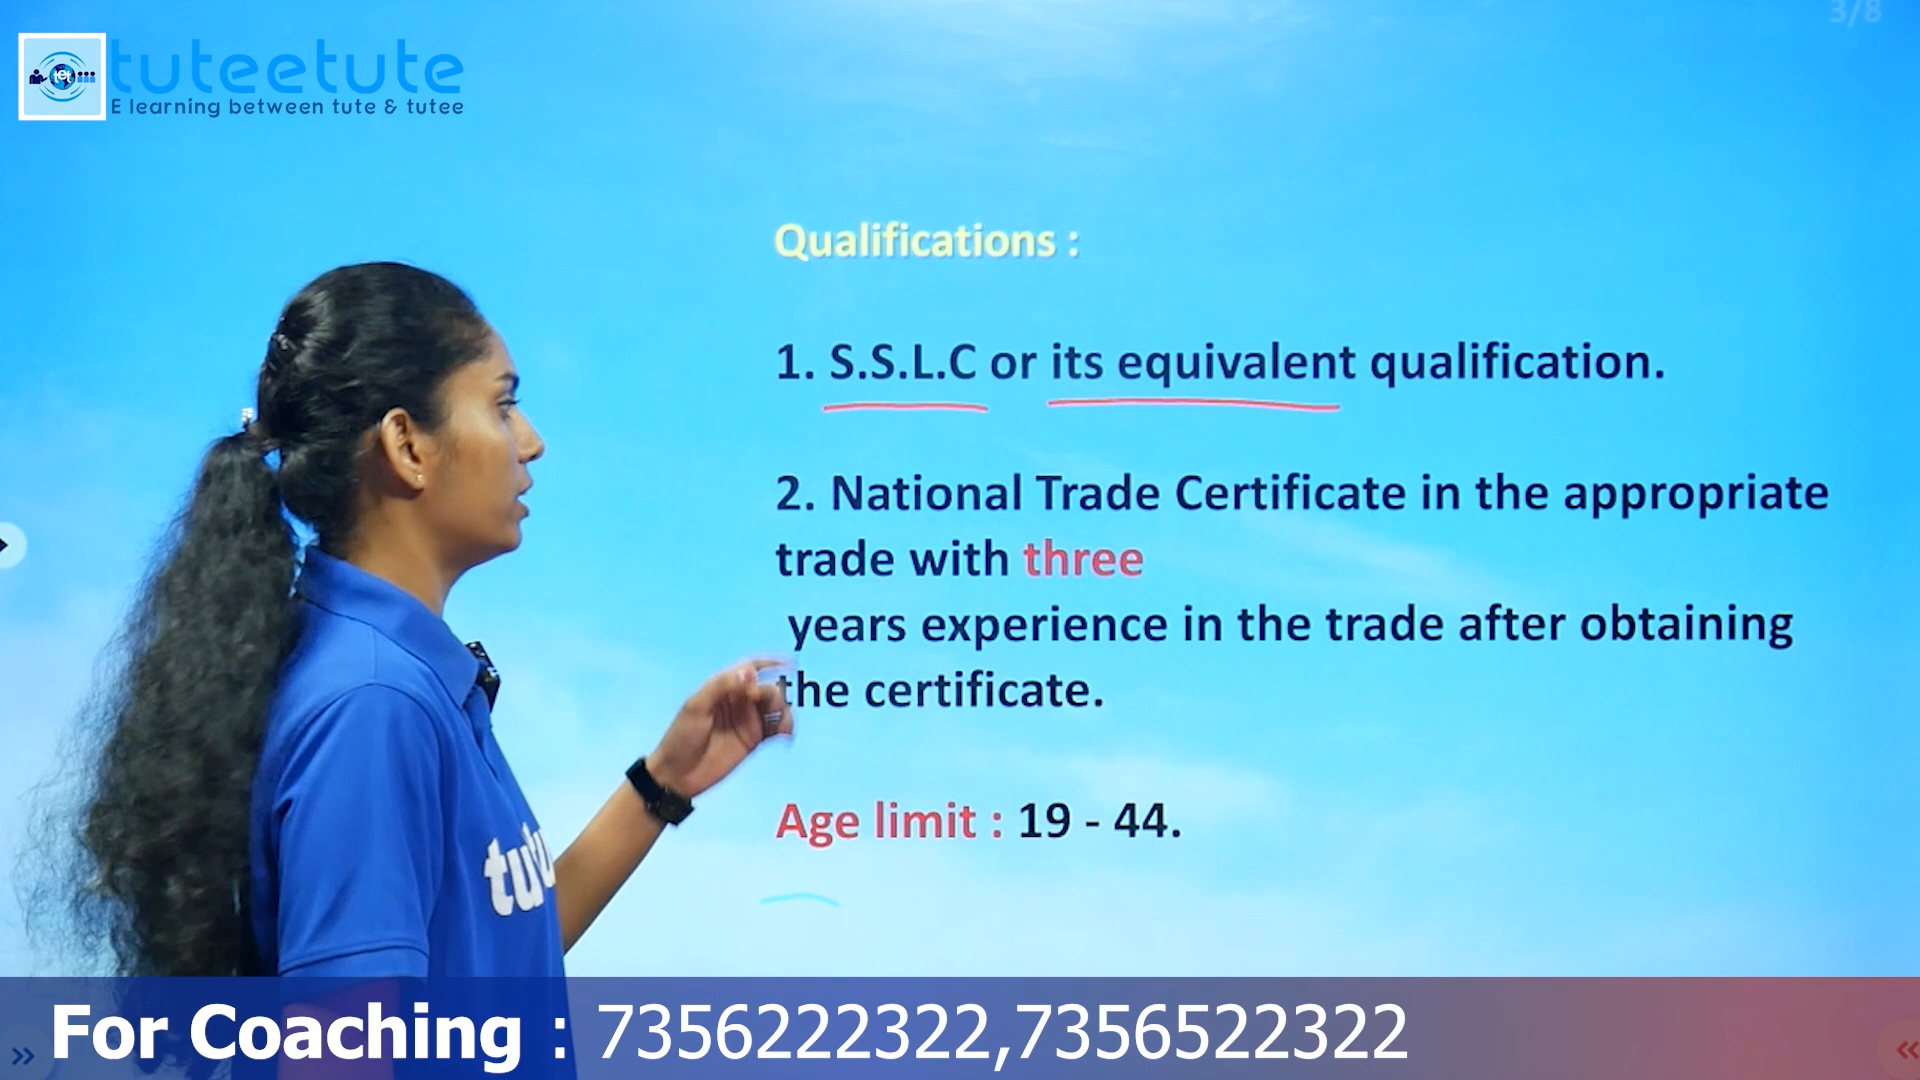 3/8
tet
tuteetute
E learning between tute & tutee
Qualifications :
1. S.S.L.C or its equivalent qualification.
2. National Trade Certificate in the appropriate
trade with three
years experience in the trade after obtaining
the certificate.
Age limit : 19 - 44.
For Coaching : 7356222322,7356522322